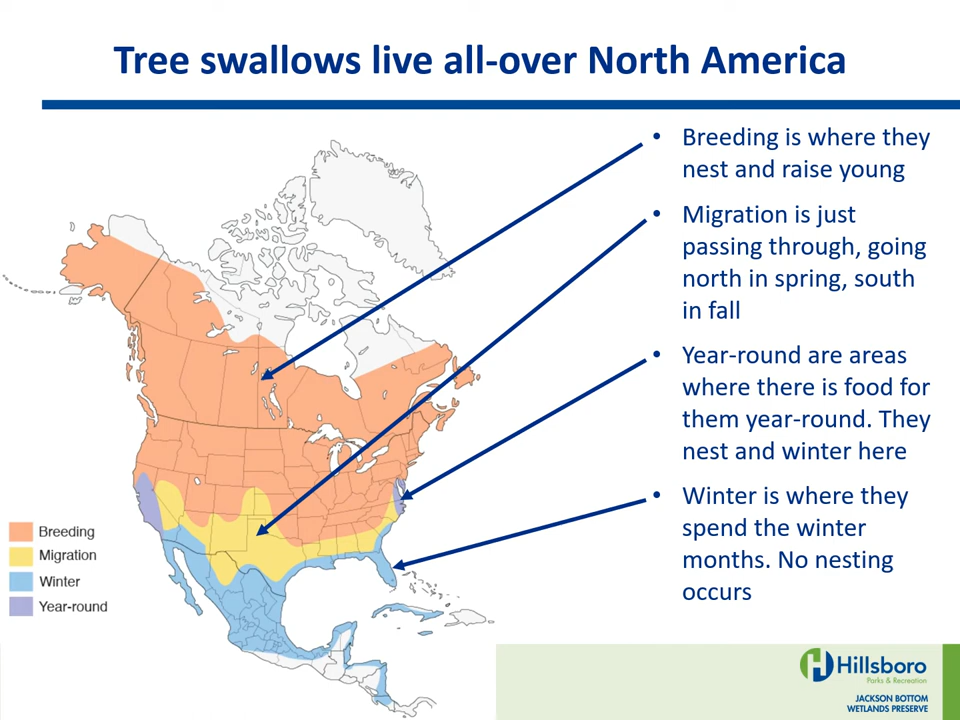 Tree swallows live all-over North America
• Breeding is where they
nest and raise young
• Migration is just
passing through, going
north in spring, south
in fall
• Year-round are areas
where there is food for
them year-round. They
nest and winter here
• Winter is where they
spend the winter
months. No nesting
occurs
Breeding
Migration
Winter
Year-round
Hillsboro
Parks & Recreation
JACKSON BOTTOM
WETLANDS PRESERVE